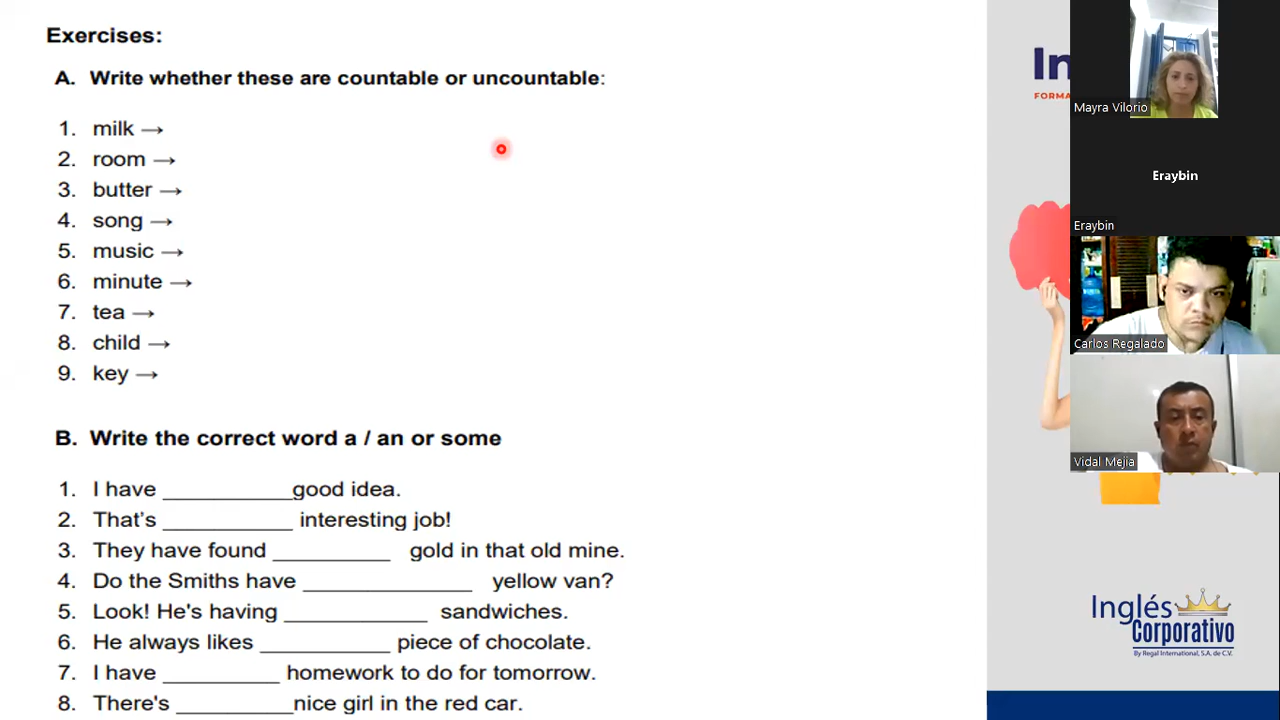 Exercises:
A. Write whether these are countable or uncountable:
1. milk →
2. room →
3. butter →
4. song →
5. music →
6. minute →
7. tea →
8. child →
9. key →
B. Write the correct word a / an or some
1. I have ___________good idea.
2. That's ___________ interesting job!
3. They have found __________ gold in that old mine.
4. Do the Smiths have ______________ yellow van?
5. Look! He's having ____________ sandwiches.
6. He always likes ___________ piece of chocolate.
7. I have __________ homework to do for tomorrow.
8. There's __________nice girl in the red car.
In
FORMA
Mayra Vilorio
Eraybin
Eraybin
Carlos Regalado
Vidal Mejia
Inglés
Corporativo
By Regal International, S.A. de C.V.